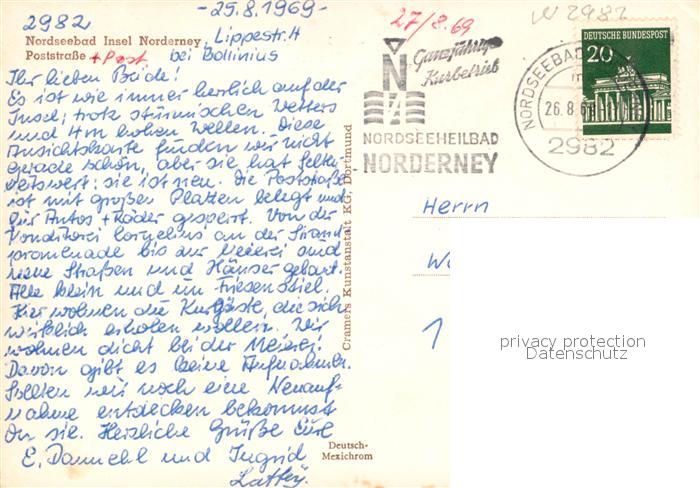 2982 - 25.8.1969 -
Nordseebad Insel Norderney, Lippestr. 4
Poststraße + Post. bei Bollinius
Ihr lieben Beide!
Es ist wie immer herrlich auf der
Insel; trotz stürmischen Wetters
und 4m hohen Wellen. Diese
Ansichtskarte finden wir nicht
gerade schön, aber sie hat Selten-
heitswert: sie ist neu. Die Poststraße
ist mit großen Platten belegt und
für Autos + Räder gesperrt. Von der
Konditorei an der Strand
promenade bis zur Meierei sind
neue Straßen und Häuser gebaut.
Alle klein und im Friesenstiel.
Hier wohnen die Kurgäste, die sich
wirklich erholen wollen. Wir
wohnen dicht bei der Meierei.
Davon gibt es keine Aufnahme.
Sollten wir noch eine Neuauf-
nahme entdecken bekommst
Du sie. Herzliche Grüße Eure
E. und Ingrid
Cramers Kunstanstalt KG, Dortmund
Deutsch-
Mexichrom
27/8.69
W 2982
Ganzjährig
Kurbetrieb
N
NORDSEEHEILBAD
NORDERNEY
NORDSEEBAD
26.8.6
2982
DEUTSCHE BUNDESPOST
20
Herrn
W
1
privacy protection
Datenschutz